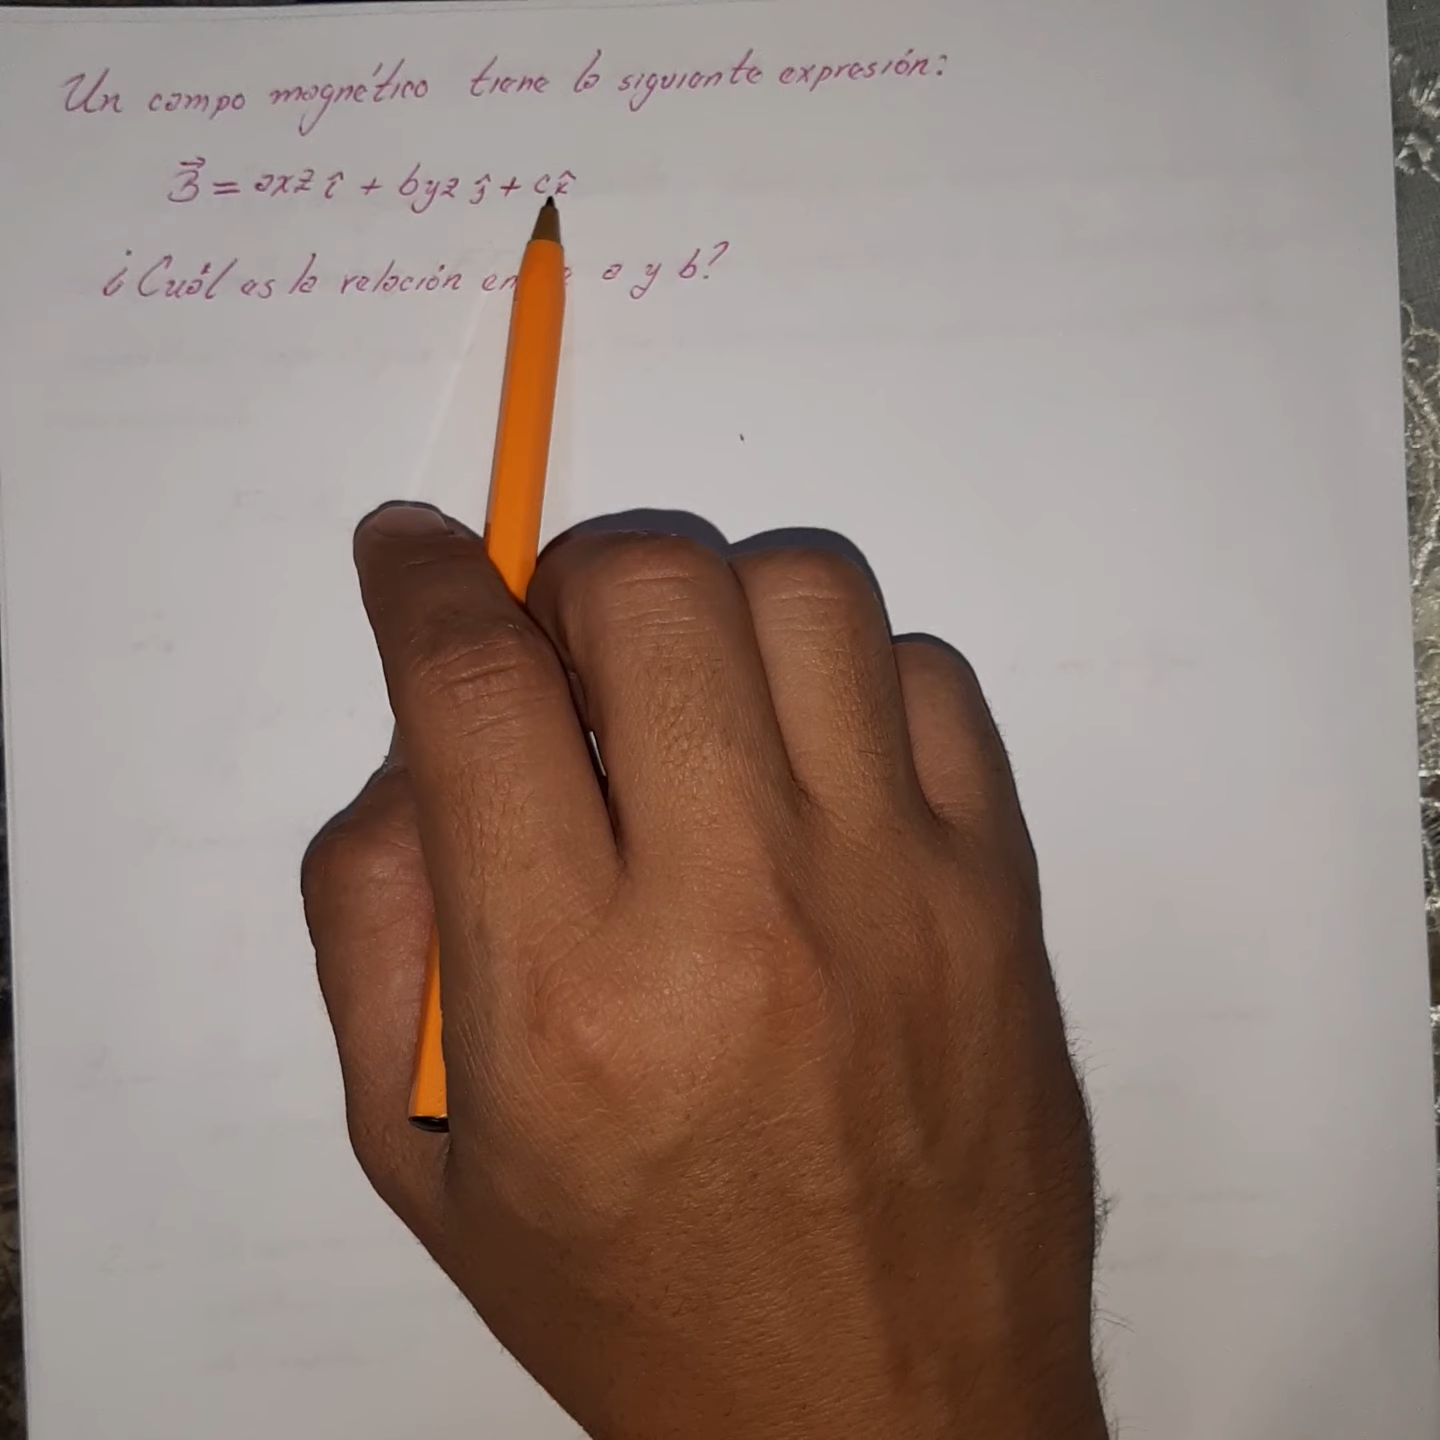 Un campo magnético tiene la siguiente expresión:
B⃗ = axz î + byz ĵ + ck̂
¿Cuál es la relación a y b?